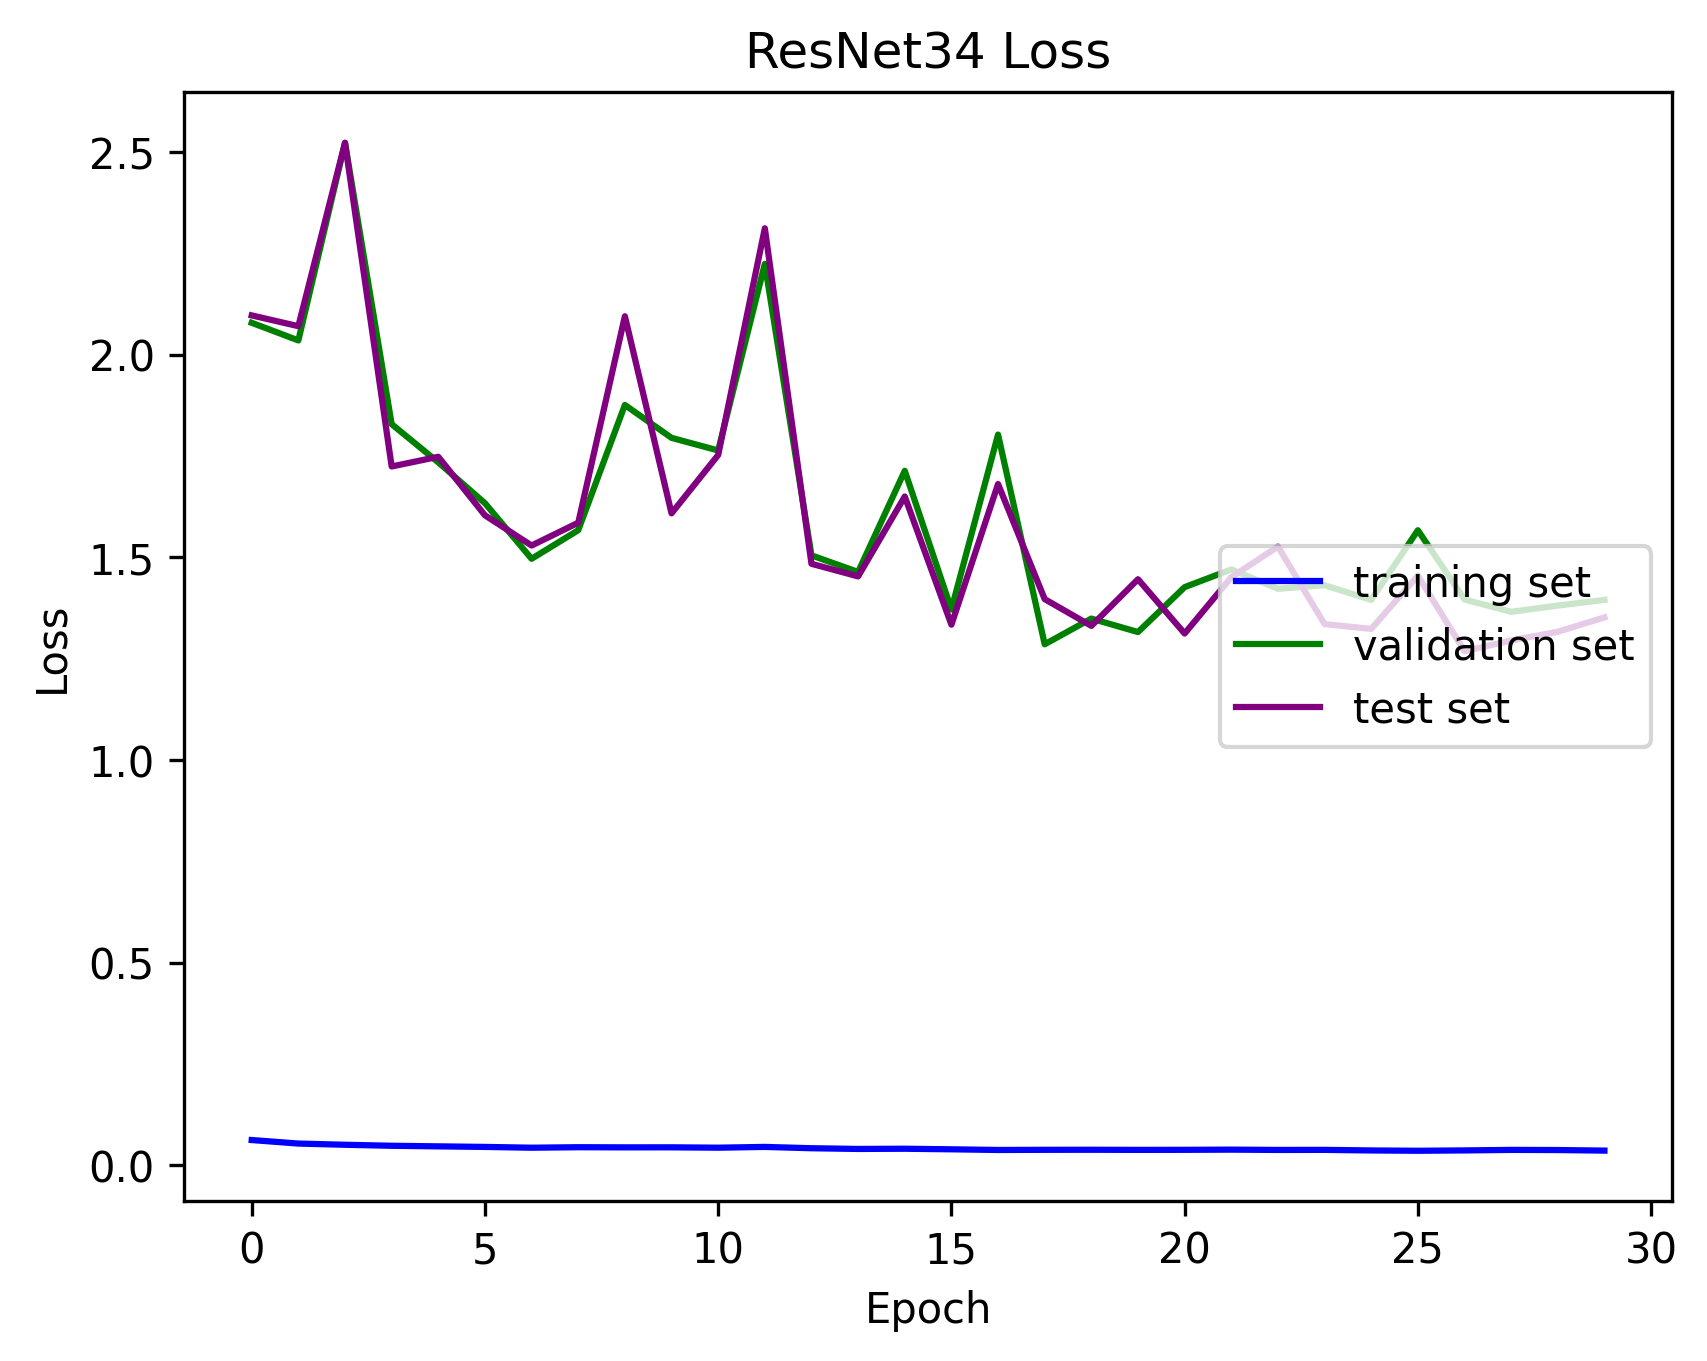 ResNet34 Loss
2.5
2.0
1.5
1.0
0.5
0.0
Loss
training set
validation set
test set
0 5 10 15 20 25 30
Epoch